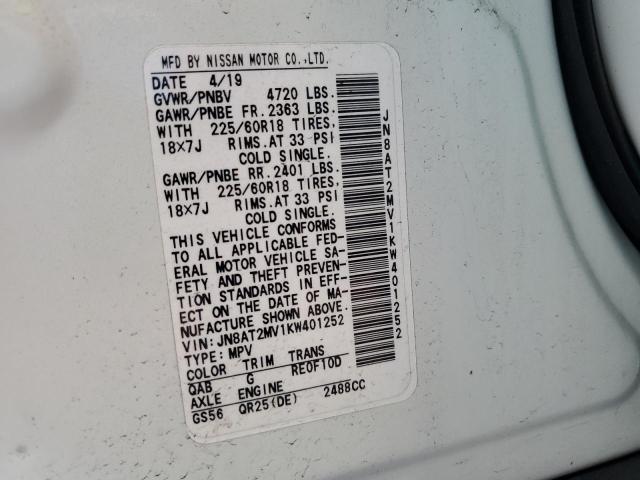 MFD BY NISSAN MOTOR CO.,LTD.
DATE 4/19
GVWR/PNBV 4720 LBS.
GAWR/PNBE FR. 2363 LBS.
WITH 225/60R18 TIRES,
18×7J RIMS.AT 33 PSI
COLD SINGLE.
GAWR/PNBE RR. 2401 LBS.
WITH 225/60R18 TIRES,
18×7J RIMS.AT 33 PSI
COLD SINGLE.
THIS VEHICLE CONFORMS
TO ALL APPLICABLE FED-
ERAL MOTOR VEHICLE SA-
FETY AND THEFT PREVEN-
TION STANDARDS IN EFF-
ECT ON THE DATE OF MA-
NUFACTURE SHOWN ABOVE.
VIN: JN8AT2MV1KW401252
TYPE: MPV
COLOR TRIM TRANS
QAB G RE0F10D
AXLE ENGINE
GS56 QR25(DE) 2488CC
JN8AT2MV1KW401252